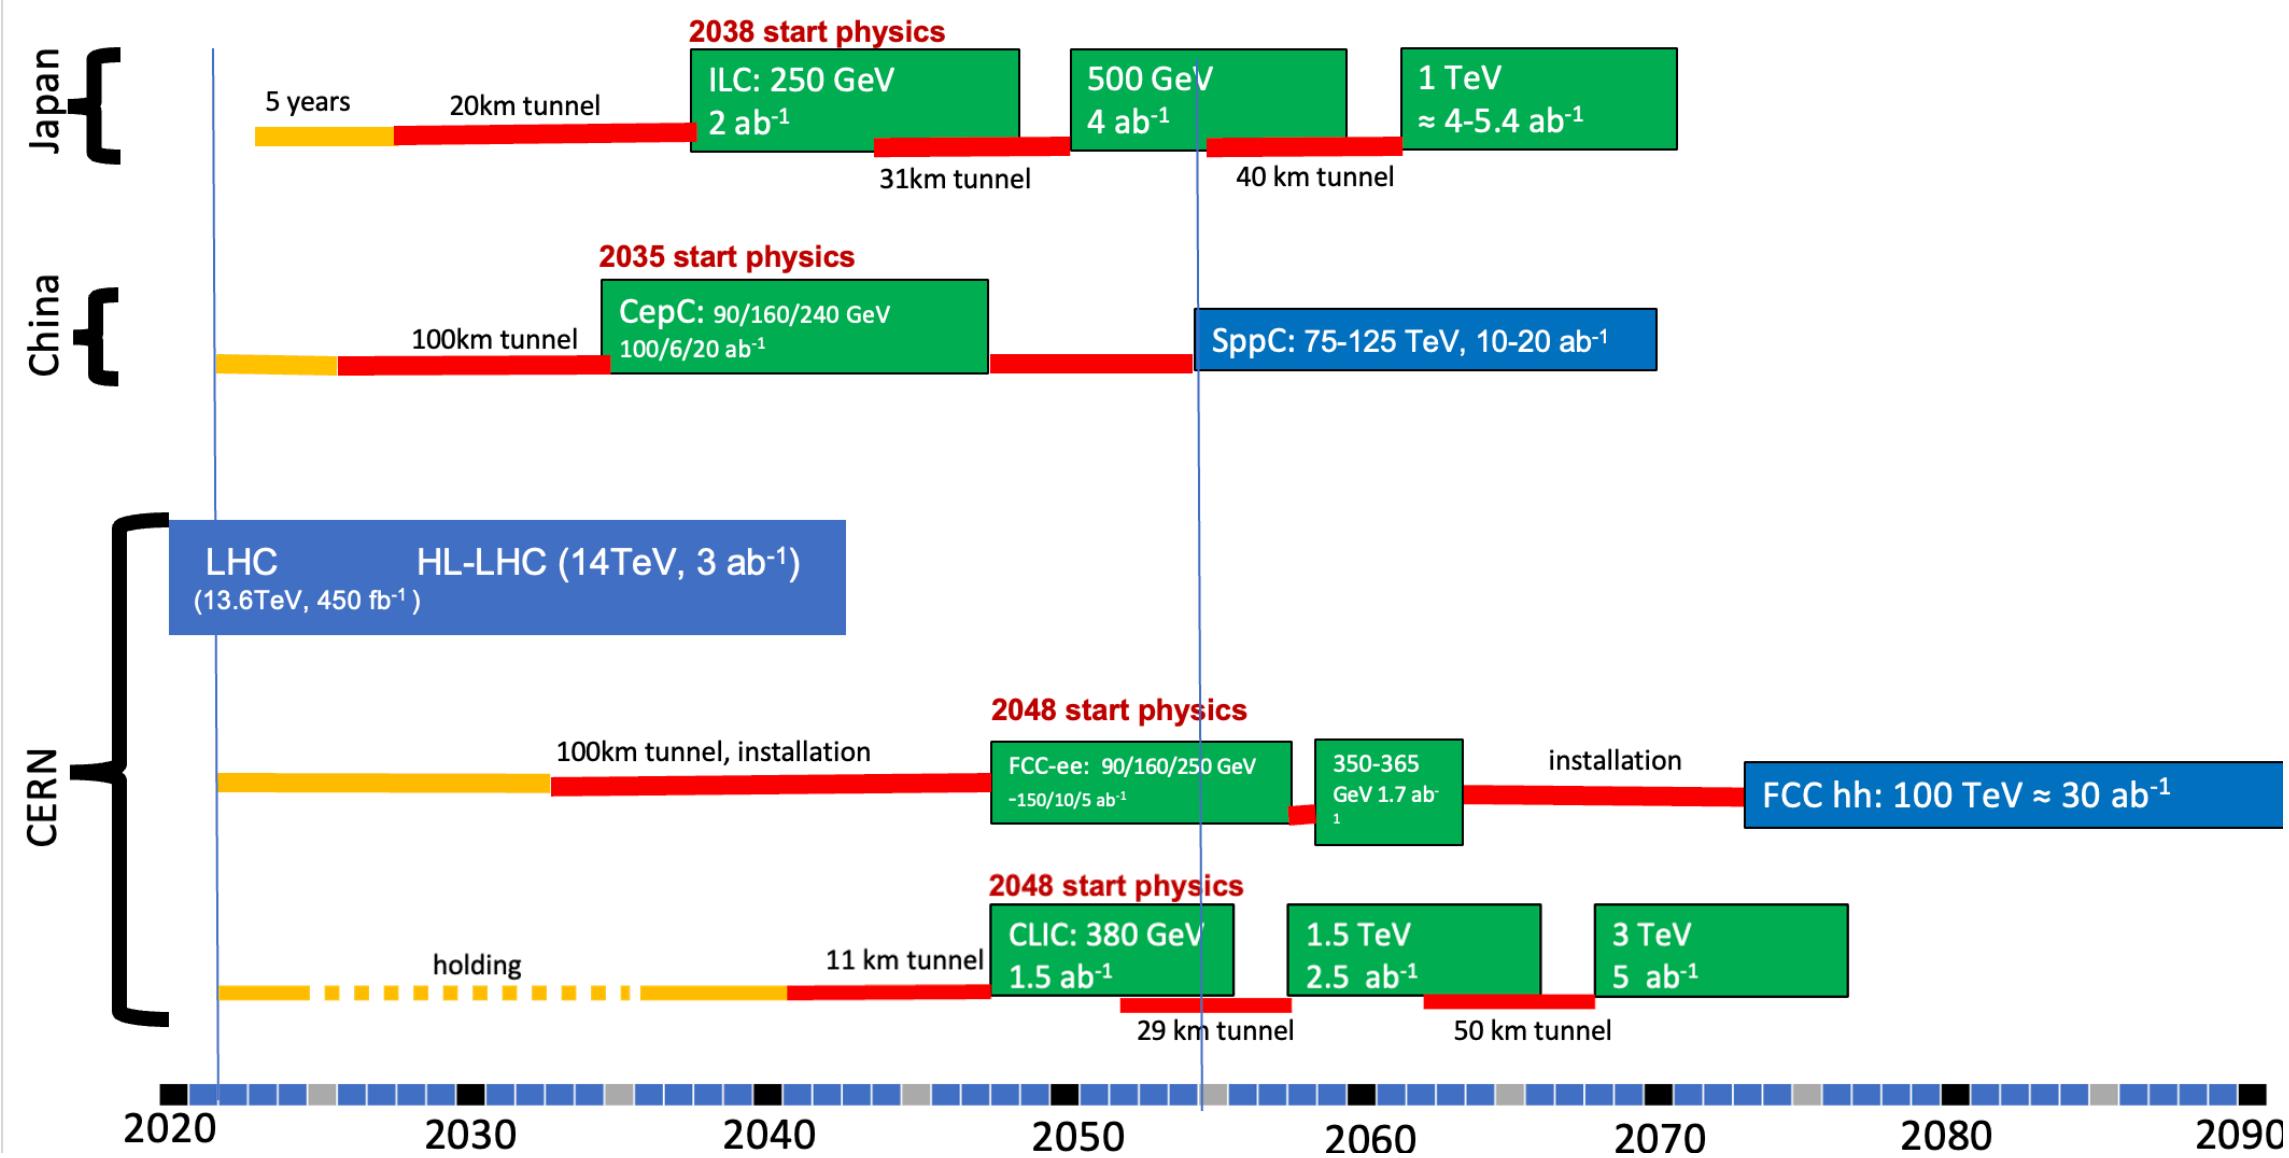 Japan
2038 start physics
5 years
20km tunnel
ILC: 250 GeV
2 ab⁻¹
31km tunnel
500 GeV
4 ab⁻¹
40 km tunnel
1 TeV
≈ 4-5.4 ab⁻¹
China
2035 start physics
100km tunnel
CepC: 90/160/240 GeV
100/6/20 ab⁻¹
SppC: 75-125 TeV, 10-20 ab⁻¹
CERN
LHC HL-LHC (14TeV, 3 ab⁻¹)
(13.6TeV, 450 fb⁻¹ )
2048 start physics
100km tunnel, installation
FCC-ee: 90/160/250 GeV
-150/10/5 ab⁻¹
350-365
GeV 1.7 ab⁻
¹
installation
FCC hh: 100 TeV ≈ 30 ab⁻¹
2048 start physics
holding
11 km tunnel
CLIC: 380 GeV
1.5 ab⁻¹
29 km tunnel
1.5 TeV
2.5 ab⁻¹
50 km tunnel
3 TeV
5 ab⁻¹
2020 2030 2040 2050 2060 2070 2080 2090